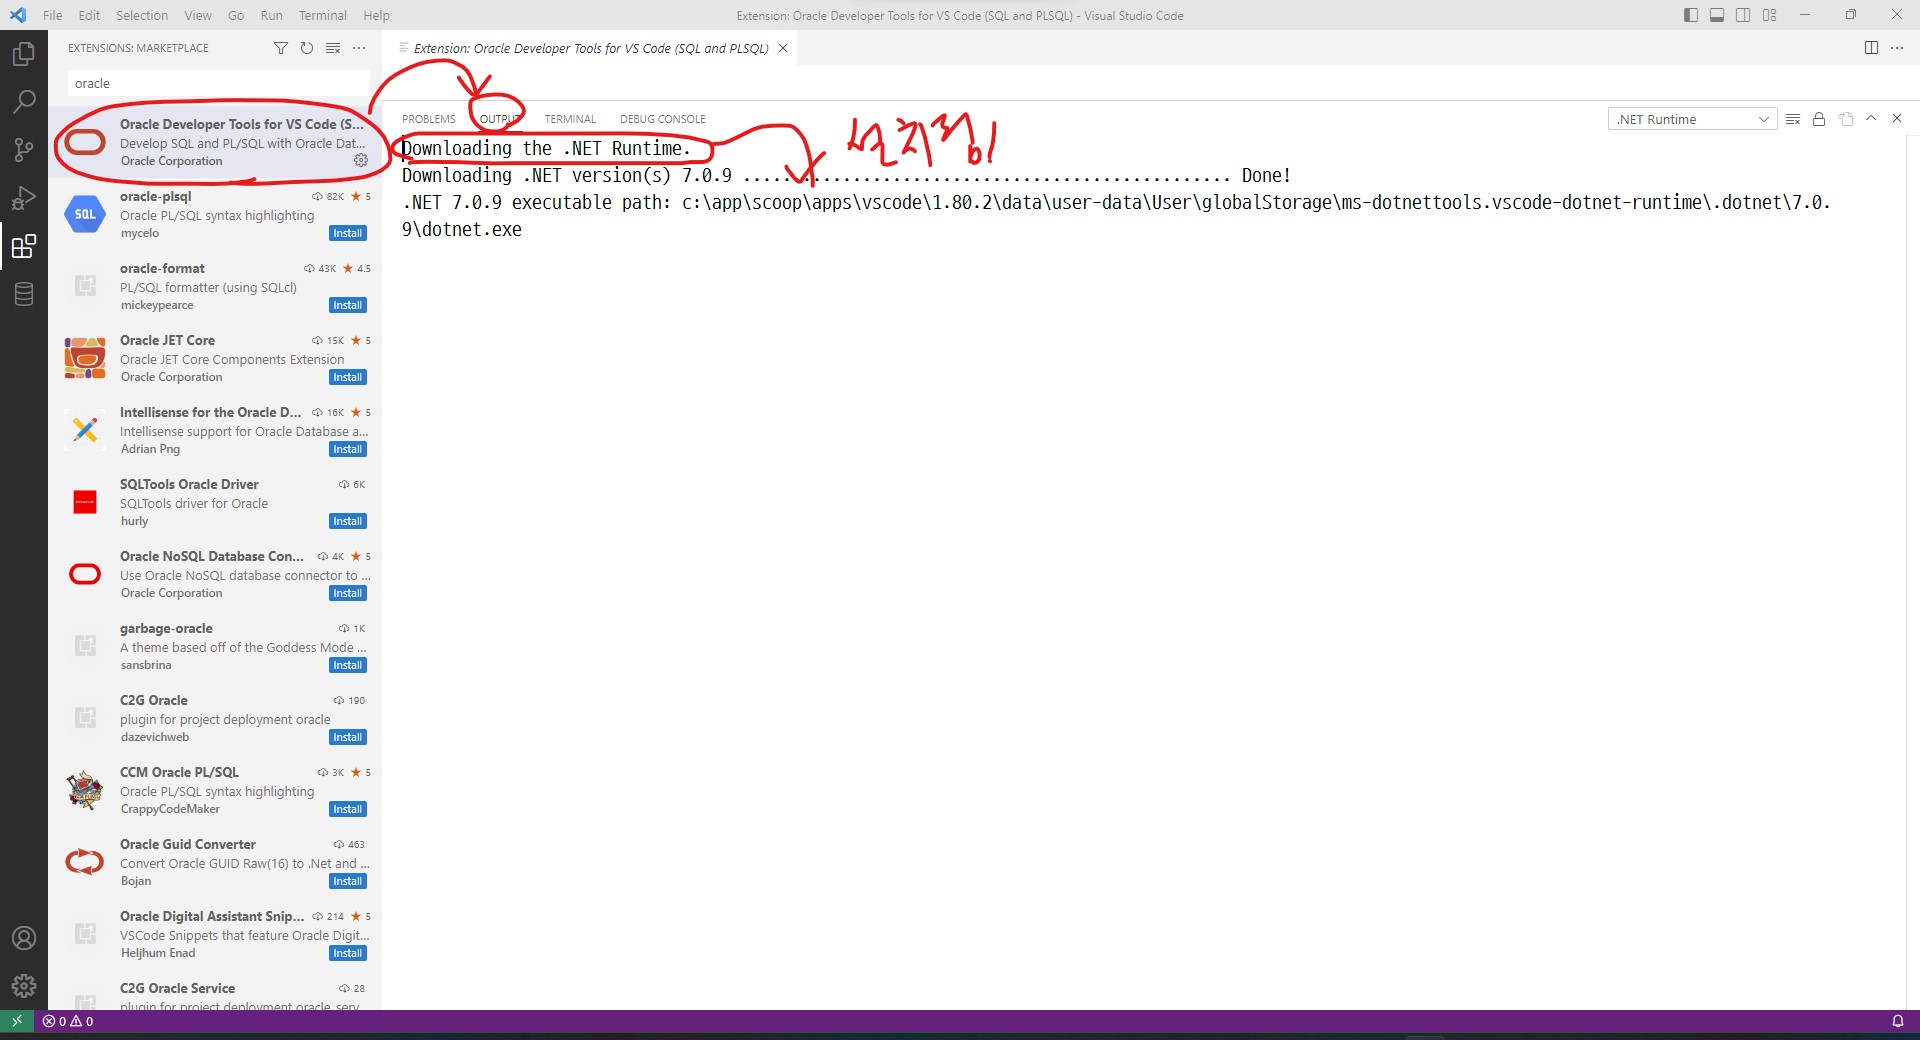 File Edit Selection View Go Run Terminal Help
Extension: Oracle Developer Tools for VS Code (SQL and PLSQL) - Visual Studio Code
EXTENSIONS: MARKETPLACE
oracle
Oracle Developer Tools for VS Code (S...
Develop SQL and PL/SQL with Oracle Dat...
Oracle Corporation
SQL
oracle-plsql 82K 5
Oracle PL/SQL syntax highlighting
mycelo Install
oracle-format 43K 4.5
PL/SQL formatter (using SQLcl)
mickeypearce Install
Oracle JET Core 15K 5
Oracle JET Core Components Extension
Oracle Corporation Install
Intellisense for the Oracle D... 16K 5
Intellisense support for Oracle Database a...
Adrian Png Install
SQLTools Oracle Driver 6K
SQLTools driver for Oracle
hurly Install
Oracle NoSQL Database Con... 4K 5
Use Oracle NoSQL database connector to ...
Oracle Corporation Install
garbage-oracle 1K
A theme based off of the Goddess Mode ...
sansbrina Install
C2G Oracle 190
plugin for project deployment oracle
dazevichweb Install
CCM Oracle PL/SQL 3K 5
Oracle PL/SQL syntax highlighting
CrappyCodeMaker Install
Oracle Guid Converter 463
Convert Oracle GUID Raw(16) to .Net and ...
Bojan Install
Oracle Digital Assistant Snip... 214 5
VSCode Snippets that feature Oracle Digit...
Heljhum Enad Install
C2G Oracle Service 28
plugin for project deployment oracle serv
Extension: Oracle Developer Tools for VS Code (SQL and PLSQL)
PROBLEMS OUTPUT TERMINAL DEBUG CONSOLE
.NET Runtime
설치됨!
Downloading the .NET Runtime.
Downloading .NET version(s) 7.0.9 ................................................. Done!
.NET 7.0.9 executable path: c:\app\scoop\apps\vscode\1.80.2\data\user-data\User\globalStorage\ms-dotnettools.vscode-dotnet-runtime\.dotnet\7.0.
9\dotnet.exe
0 0